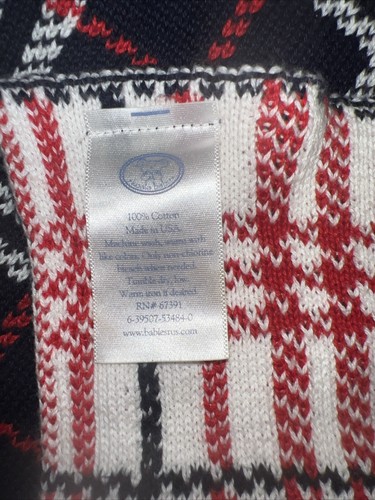 100% Cotton
Made in U.S.A.
Machine wash, warm with
like colors. Only non-chlorine
bleach when needed.
Tumble dry, low.
Warm iron if desired.
RN# 67391
6-39507-53484-0
www.babiesrus.com